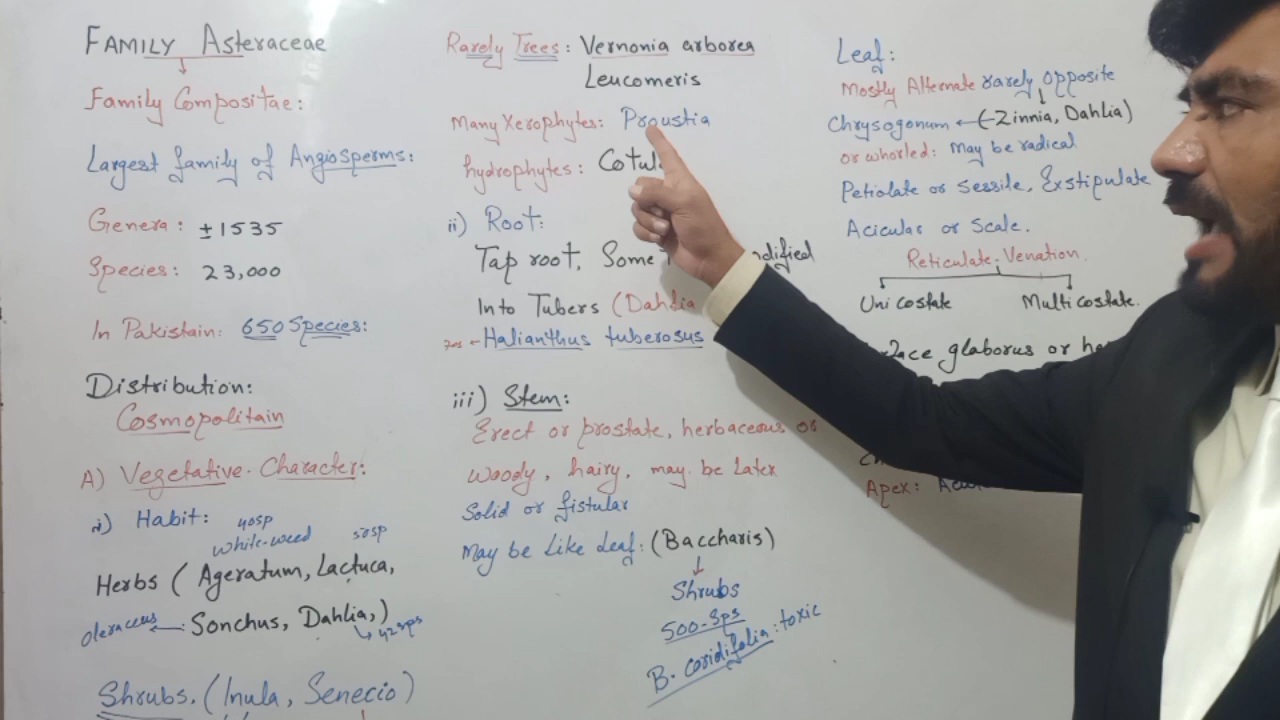 FAMILY Asteraceae
Family Compositae:
Largest family of Angiosperms:
Genera: ±1535
Species: 23,000
In Pakistain: 650 Species:
Distribution:
Cosmopolitain
A) Vegetative Character:
i) Habit:
40sp
white-weed
50sp
Herbs ( Ageratum, Lactuca,
oleraceus ← Sonchus, Dahlia,)
↳ 42 sps
Shrubs. (Inula, Senecio)
Rarely Trees: Vernonia arborea
Leucomeris
Many Xerophytes: Proustia
hydrophytes: Cotul
ii) Root:
Tap root, Some
Into Tubers (Dahlia
Halianthus tuberosus
iii) Stem:
Erect or prostate, herbaceous or
woody, hairy, may be Latex
Solid or fistular
May be Like Leaf: (Baccharis)
Shrubs
500-Sps
B. coridifolia: toxic
Leaf:
Mostly Alternate rarely opposite
Chrysogonum ← (-Zinnia, Dahlia)
or whorled: May be radical
Petiolate or Sessile, Exstipulate
Acicular or Scale.
Reticulate. Venation.
Unicostate Multicostate.
glaborus or
Apex: